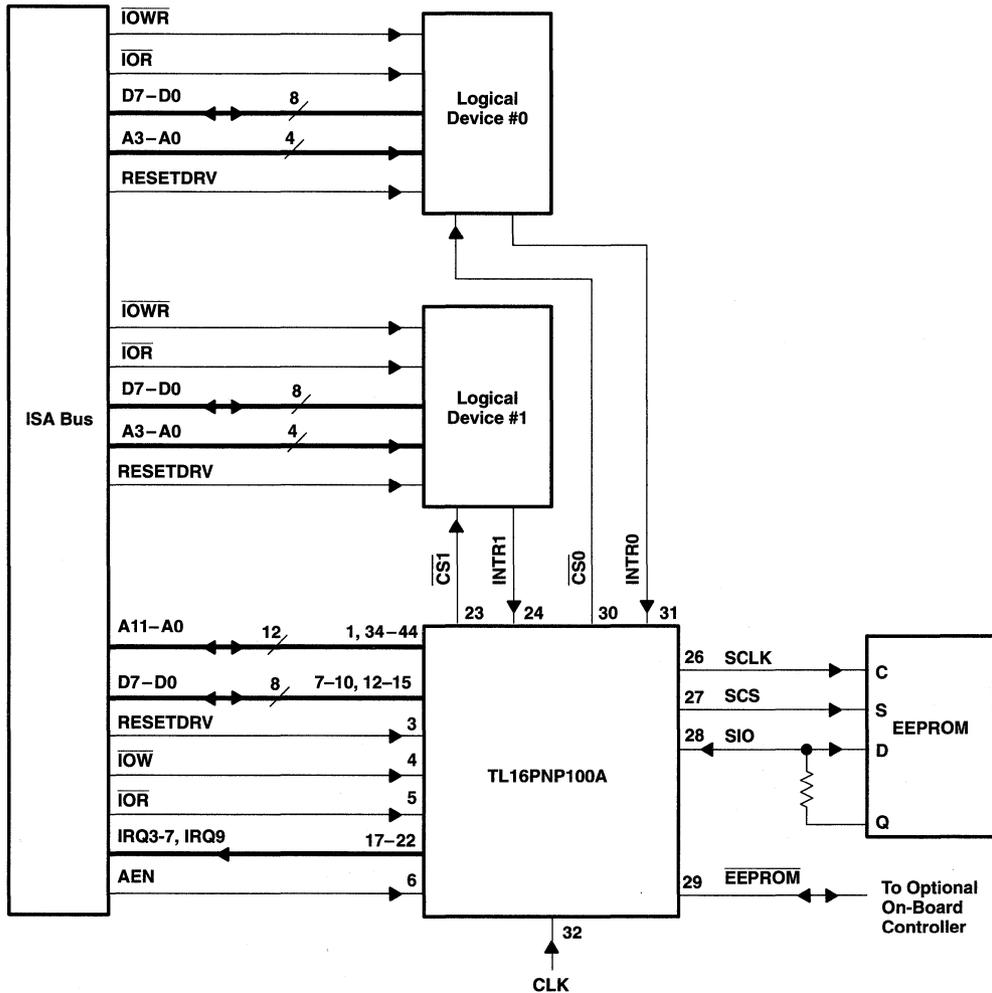 IOWR
IOR
D7–D0
8
A3–A0
4
RESETDRV
Logical
Device #0
IOWR
IOR
D7–D0
8
A3–A0
4
RESETDRV
Logical
Device #1
ISA Bus
CS1
INTR1
CS0
INTR0
23
24
30
31
A11–A0
12
1, 34–44
D7–D0
8
7–10, 12–15
RESETDRV
3
IOW
4
IOR
5
IRQ3-7, IRQ9
17–22
AEN
6
TL16PNP100A
26 SCLK
27 SCS
28 SIO
C
S
D
Q
EEPROM
29 EEPROM
To Optional
On-Board
Controller
32
CLK